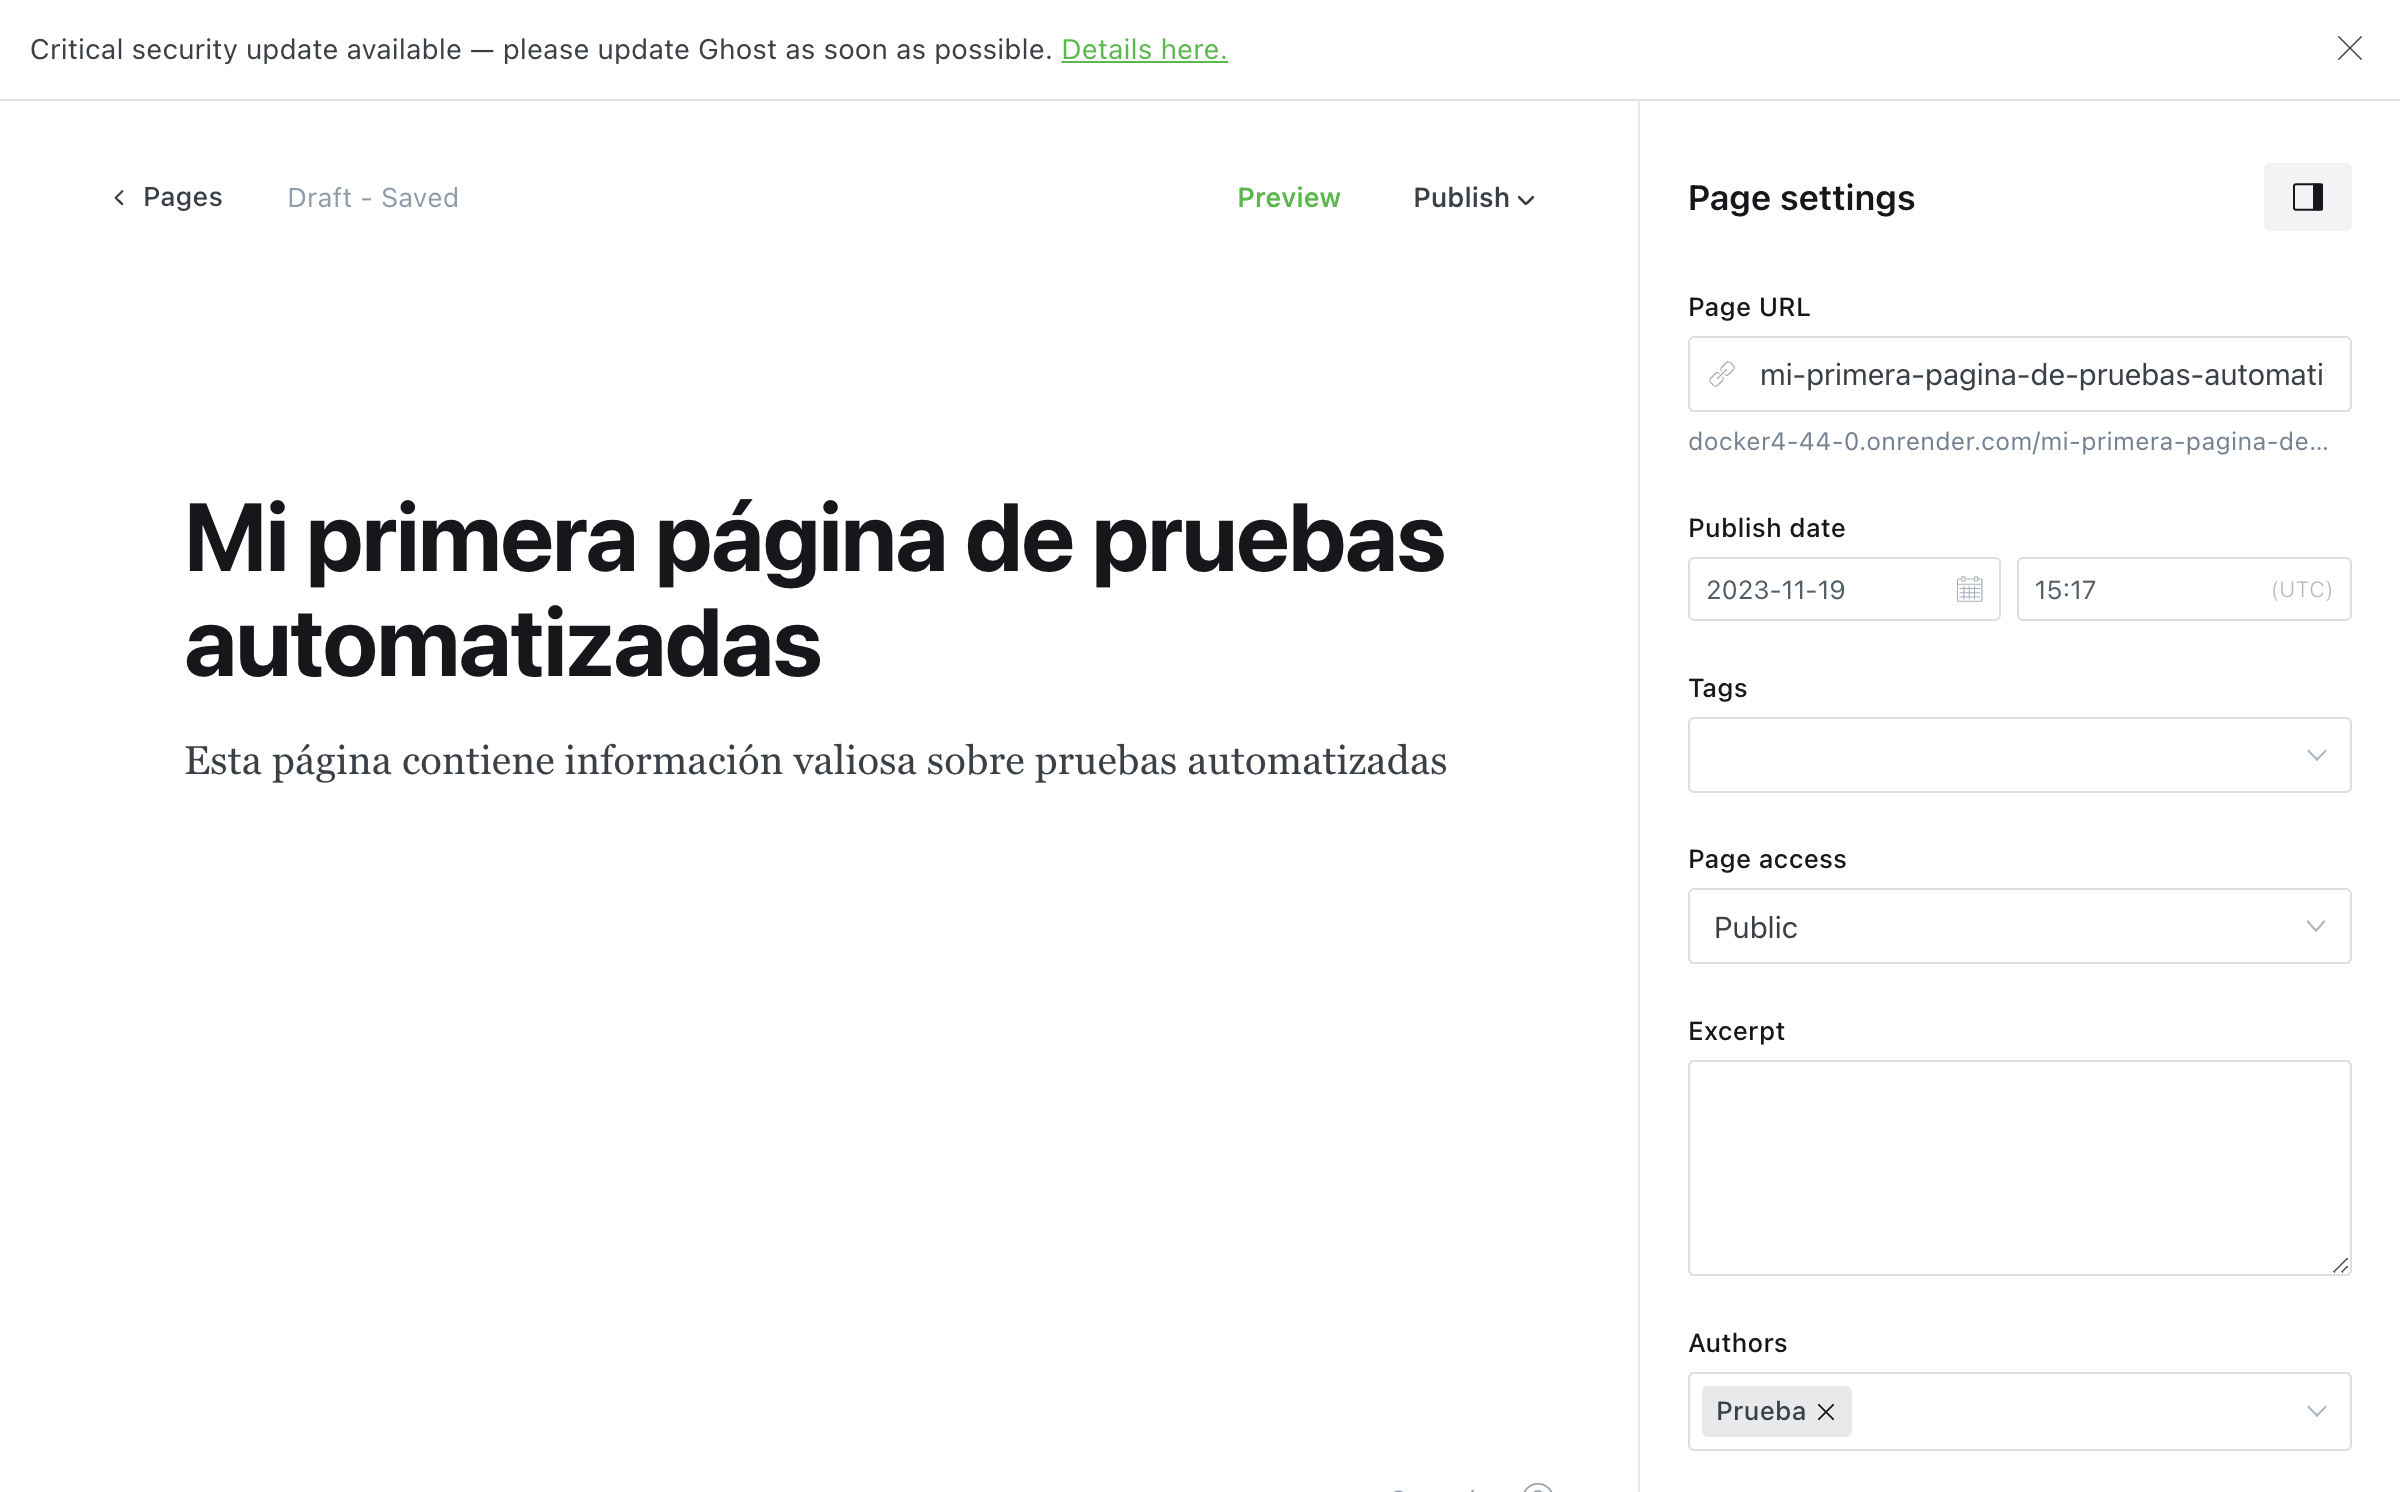 Critical security update available — please update Ghost as soon as possible. Details here.
Pages
Draft - Saved
Preview
Publish
Mi primera página de pruebas
automatizadas
Esta página contiene información valiosa sobre pruebas automatizadas
Page settings
Page URL
mi-primera-pagina-de-pruebas-automati
docker4-44-0.onrender.com/mi-primera-pagina-de...
Publish date
2023-11-19
15:17
(UTC)
Tags
Page access
Public
Excerpt
Authors
Prueba